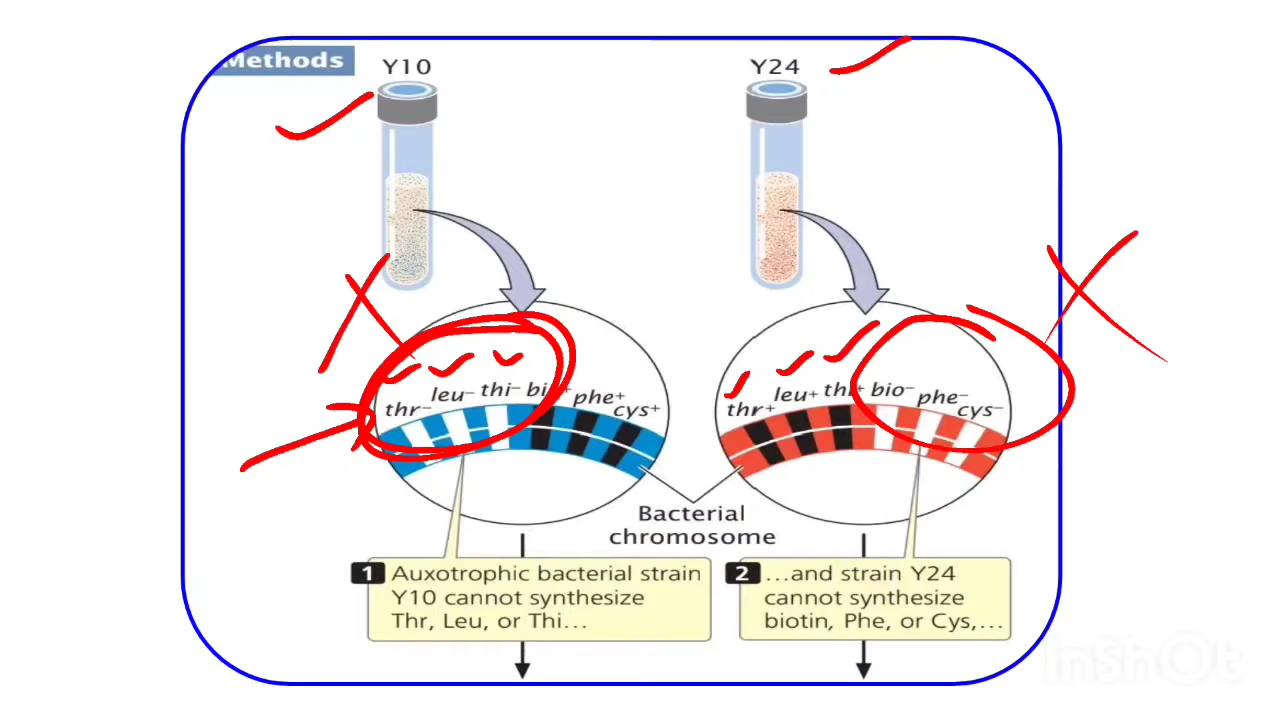 Methods
Y10
Y24
thr⁻ leu⁻ thi⁻ bio⁺ phe⁺ cys⁺
thr⁺ leu⁺ thi⁺ bio⁻ phe⁻ cys⁻
Bacterial
chromosome
1 Auxotrophic bacterial strain
Y10 cannot synthesize
Thr, Leu, or Thi...
2 ...and strain Y24
cannot synthesize
biotin, Phe, or Cys,...
InShOt